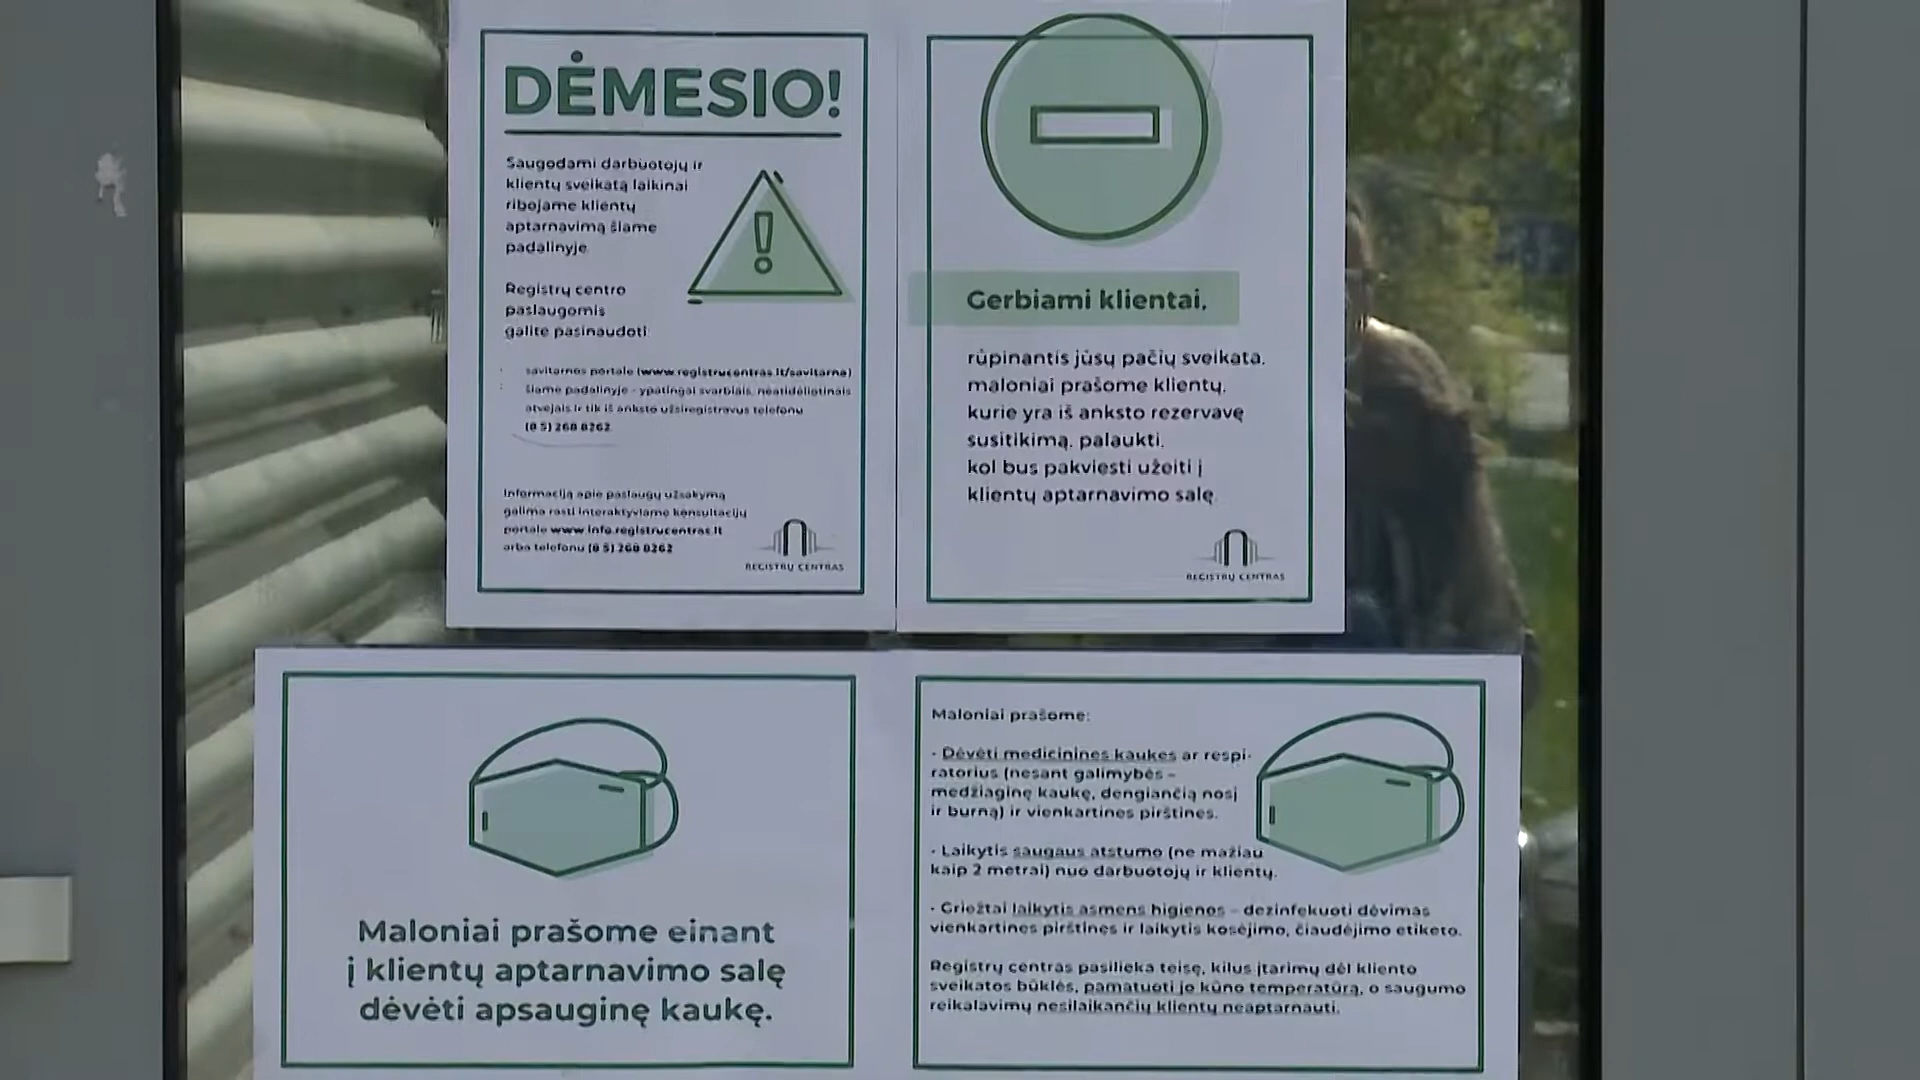 DĖMESIO!
Saugodami darbuotojų ir
klientų sveikatą laikinai
ribojame klientų
aptarnavimą šiame
padalinyje
Registrų centro
paslaugomis
galite pasinaudoti
savitarnos portale (www.registrucentras.lt/savitarna)
šiame padalinyje - ypatingai svarbiais, neatidėliotinais
atvejais ir tik iš anksto užsiregistravus telefonu
(8 5) 268 8262
Informaciją apie paslaugų užsakymą
galima rasti interaktyviame konsultacijų
portale www.info.registrucentras.lt
arba telefonu (8 5) 268 8262
REGISTRŲ CENTRAS
Gerbiami klientai,
rūpinantis jūsų pačių sveikata,
maloniai prašome klientų,
kurie yra iš anksto rezervavę
susitikimą, palaukti,
kol bus pakviesti užeiti į
klientų aptarnavimo salę
REGISTRŲ CENTRAS
Maloniai prašome einant
į klientų aptarnavimo salę
dėvėti apsauginę kaukę.
Maloniai prašome:
- Dėvėti medicinines kaukes ar respi-
ratorius (nesant galimybės –
medžiaginę kaukę, dengiančią nosį
ir burną) ir vienkartines pirštines.
- Laikytis saugaus atstumo (ne mažiau
kaip 2 metrai) nuo darbuotojų ir klientų.
- Griežtai laikytis asmens higienos – dezinfekuoti dėvimas
vienkartines pirštines ir laikytis kosėjimo, čiaudėjimo etiketo.
Registrų centras pasilieka teisę, kilus įtarimų dėl kliento
sveikatos būklės, pamatuoti jo kūno temperatūrą, o saugumo
reikalavimų nesilaikančių klientų neaptarnauti.